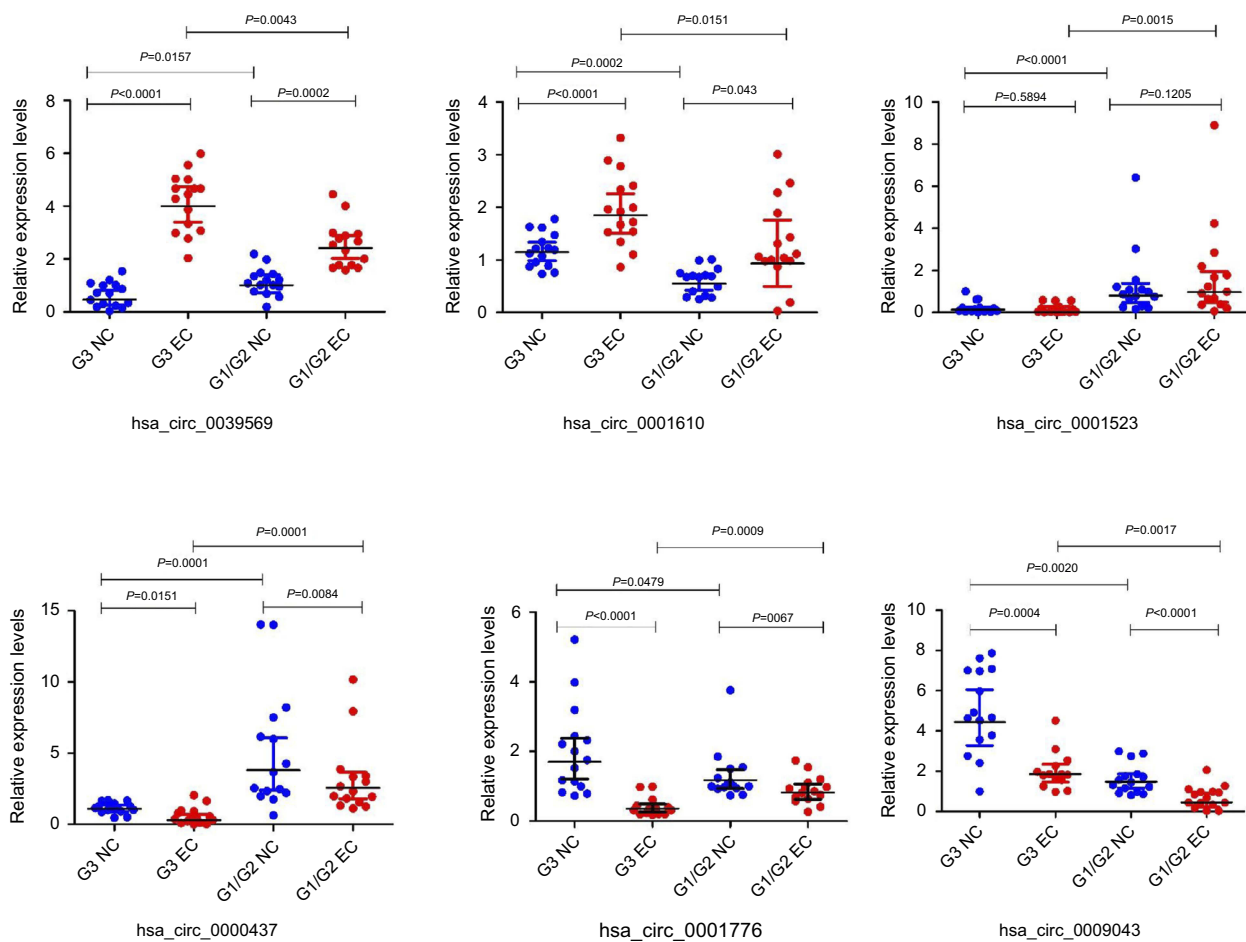 P=0.0043
P=0.0157
P<0.0001
P=0.0002
Relative expression levels
8
6
4
2
0
G3 NC
G3 EC
G1/G2 NC
G1/G2 EC
hsa_circ_0039569
P=0.0151
P=0.0002
P<0.0001
P=0.043
Relative expression levels
4
3
2
1
0
G3 NC
G3 EC
G1/G2 NC
G1/G2 EC
hsa_circ_0001610
P=0.0015
P<0.0001
P=0.5894
P=0.1205
Relative expression levels
10
8
6
4
2
0
G3 NC
G3 EC
G1/G2 NC
G1/G2 EC
hsa_circ_0001523
P=0.0001
P=0.0001
P=0.0151
P=0.0084
Relative expression levels
15
10
5
0
G3 NC
G3 EC
G1/G2 NC
G1/G2 EC
hsa_circ_0000437
P=0.0009
P=0.0479
P<0.0001
P=0067
Relative expression levels
6
4
2
0
G3 NC
G3 EC
G1/G2 NC
G1/G2 EC
hsa_circ_0001776
P=0.0017
P=0.0020
P=0.0004
P<0.0001
Relative expression levels
10
8
6
4
2
0
G3 NC
G3 EC
G1/G2 NC
G1/G2 EC
hsa_circ_0009043